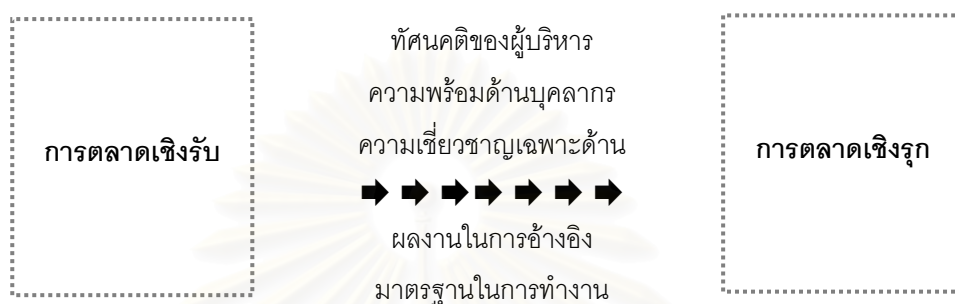 ทัศนคติของผู้บริหาร
ความพร้อมด้านบุคลากร
การตลาดเชิงรับ
ความเชี่ยวชาญเฉพาะด้าน
การตลาดเชิงรุก
ผลงานในการอ้างอิง
มาตรฐานในการทำงาน